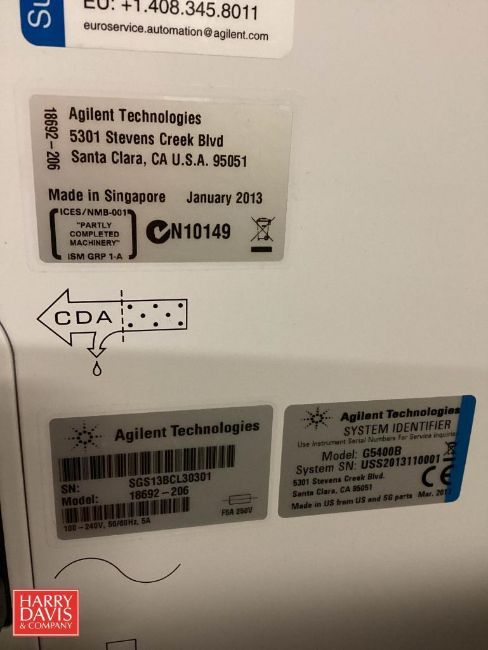 Su
EU: +1.408.345.8011
euroservice.automation@agilent.com
18692-206
Agilent Technologies
5301 Stevens Creek Blvd
Santa Clara, CA U.S.A. 95051
Made in Singapore January 2013
ICES/NMB-001
"PARTLY
COMPLETED
MACHINERY"
ISM GRP 1-A
N10149
CDA
Agilent Technologies
SN: SGS13BCL30301
Model: 18692-206
100-240V, 50/60Hz, 5A
F5A 250V
Agilent Technologies
SYSTEM IDENTIFIER
Use Instrument Serial Numbers For Service Inquiries
Model: G5400B
System SN: USS2013110001
5301 Stevens Creek Blvd.
Santa Clara, CA 95051
CE
Made in US from US and SG parts Mar. 2013
HARRY
DAVIS
& COMPANY